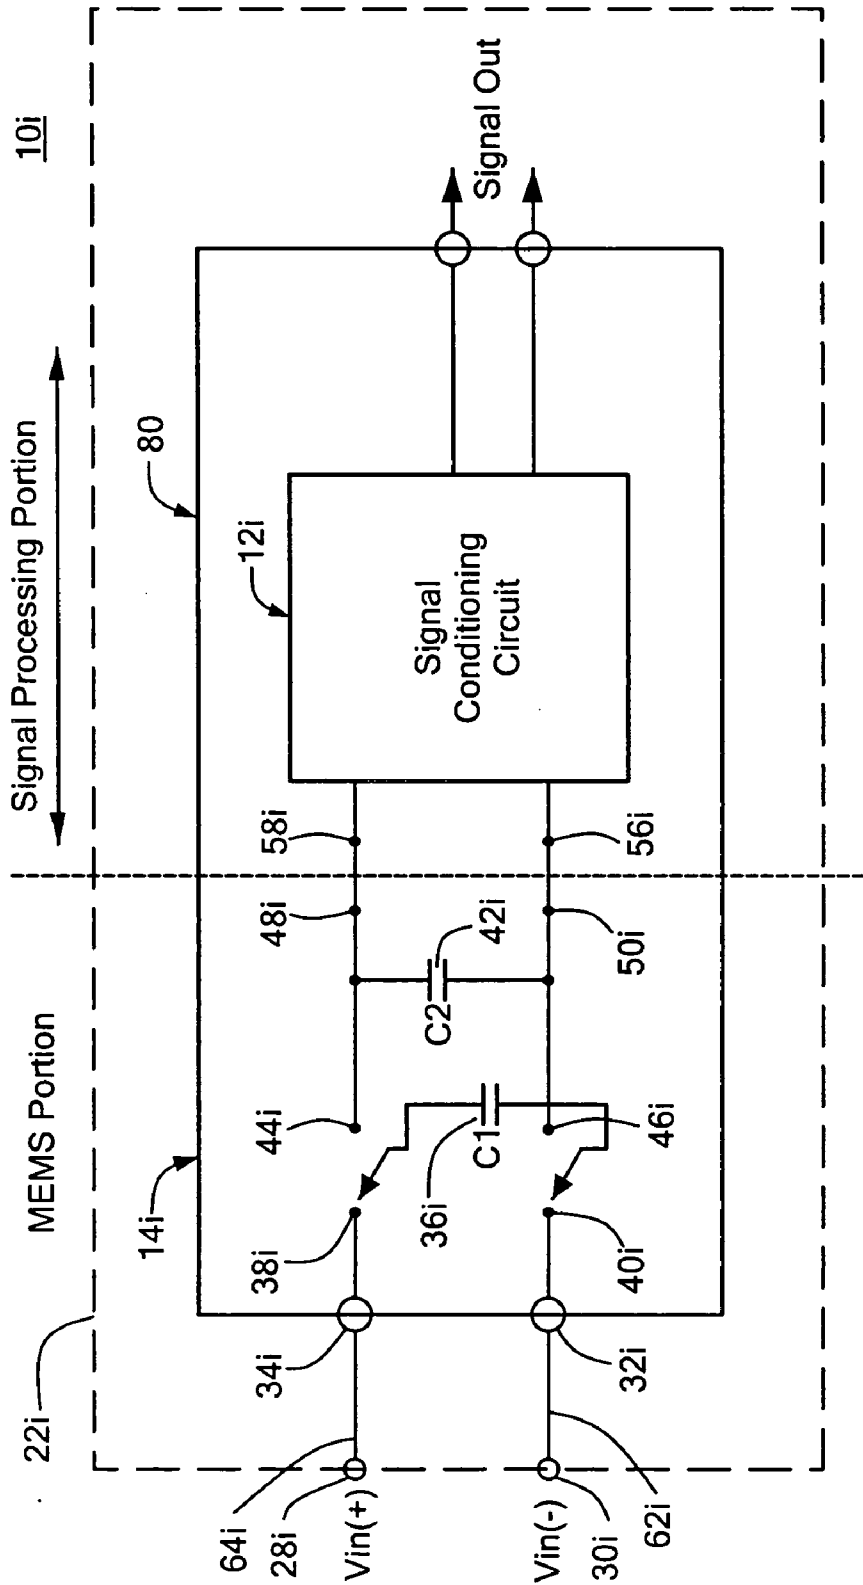 10i
Signal Processing Portion
MEMS Portion
22i
14i
80
12i
Signal
Conditioning
Circuit
Signal Out
64i
28i
Vin(+)
34i
38i
44i
48i
58i
36i
C1
C2
42i
Vin(-)
30i
62i
32i
40i
46i
50i
56i